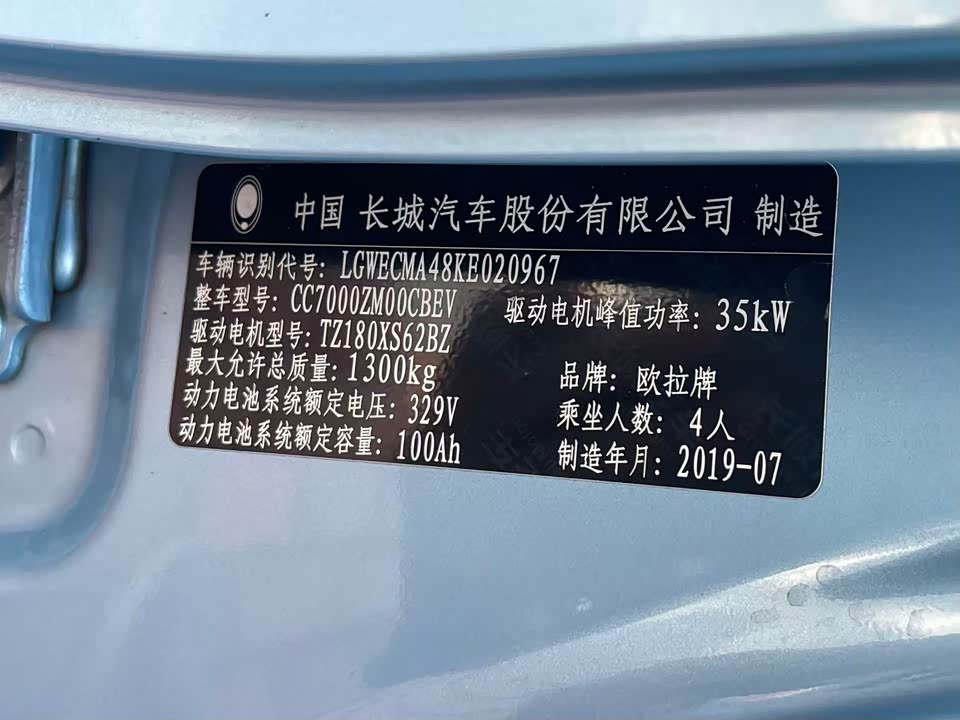 中国 长城汽车股份有限公司 制造
车辆识别代号：LGWECMA48KE020967
整车型号：CC7000ZM00CBEV 驱动电机峰值功率：35kW
驱动电机型号：TZ180XS62BZ
最大允许总质量：1300kg 品牌：欧拉牌
动力电池系统额定电压：329V 乘坐人数：4人
动力电池系统额定容量：100Ah 制造年月：2019-07